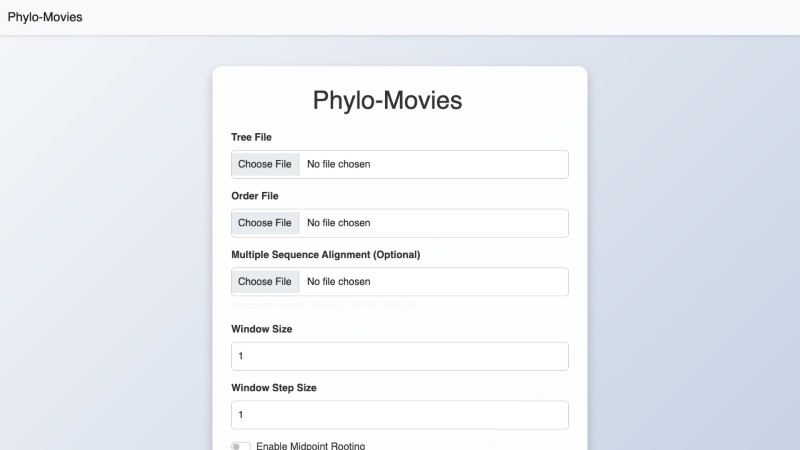 Phylo-Movies
Phylo-Movies
Tree File
Choose File No file chosen
Order File
Choose File No file chosen
Multiple Sequence Alignment (Optional)
Choose File No file chosen
Window Size
1
Window Step Size
1
Enable Midpoint Rooting